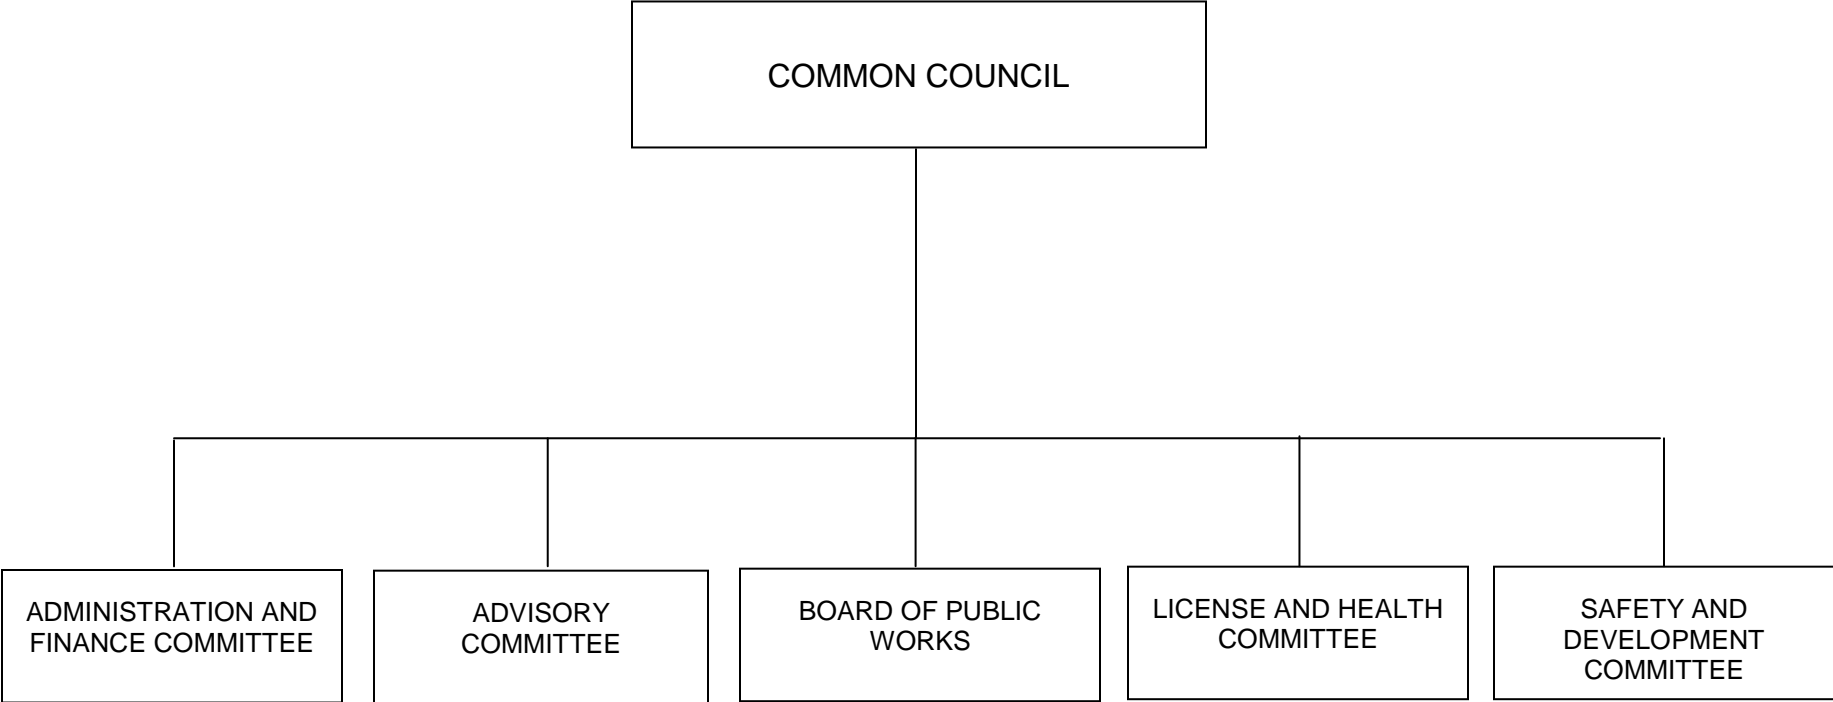 COMMON COUNCIL
ADMINISTRATION AND
FINANCE COMMITTEE
ADVISORY
COMMITTEE
BOARD OF PUBLIC
WORKS
LICENSE AND HEALTH
COMMITTEE
SAFETY AND
DEVELOPMENT
COMMITTEE